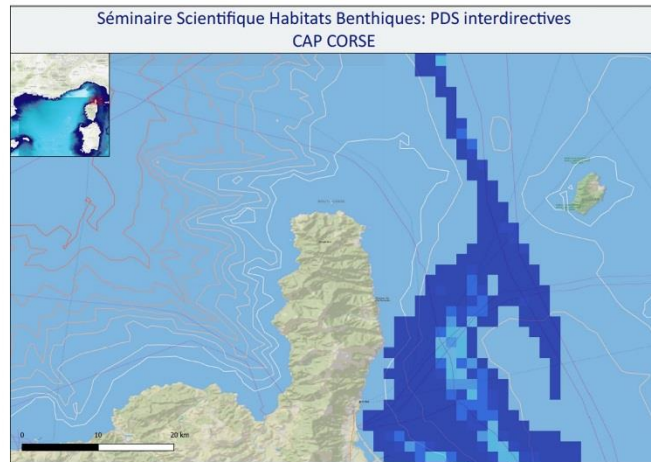 Séminaire Scientifique Habitats Benthiques: PDS interdirectives
CAP CORSE
0 10 20 km